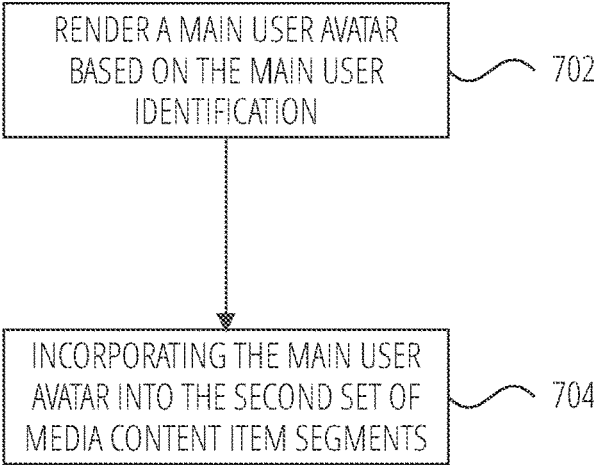 RENDER A MAIN USER AVATAR
BASED ON THE MAIN USER
IDENTIFICATION
702
INCORPORATING THE MAIN USER
AVATAR INTO THE SECOND SET OF
MEDIA CONTENT ITEM SEGMENTS
704